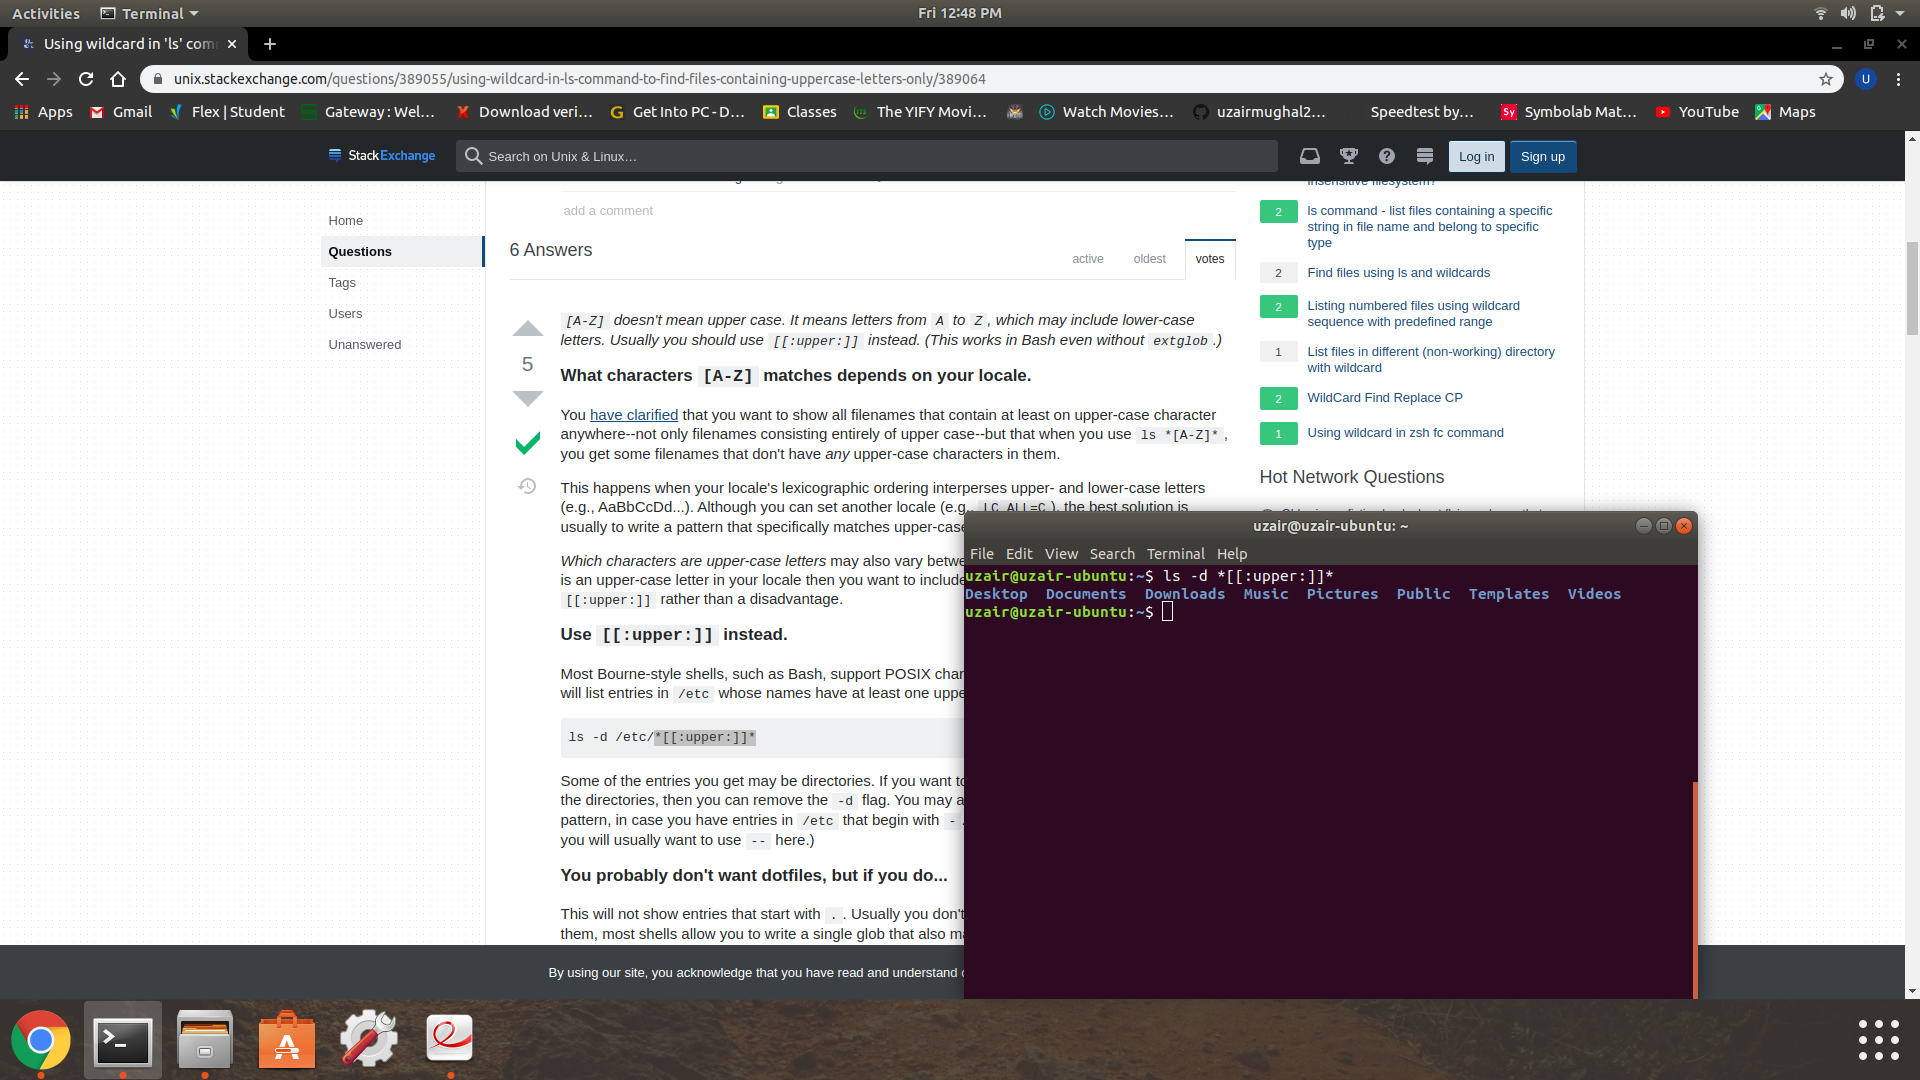 Activities Terminal Fri 12:48 PM
Using wildcard in 'ls' com
unix.stackexchange.com/questions/389055/using-wildcard-in-ls-command-to-find-files-containing-uppercase-letters-only/389064 U
Apps Gmail Flex | Student Gateway : Wel… Download veri… Get Into PC - D… Classes The YIFY Movi… Watch Movies… uzairmughal2… Speedtest by… Sy Symbolab Mat… YouTube Maps
StackExchange Search on Unix & Linux… Log in Sign up
Home
Questions
Tags
Users
Unanswered
add a comment
6 Answers
active oldest votes
5
[A-Z] doesn't mean upper case. It means letters from A to Z, which may include lower-case
letters. Usually you should use [[:upper:]] instead. (This works in Bash even without extglob.)
What characters [A-Z] matches depends on your locale.
You have clarified that you want to show all filenames that contain at least on upper-case character
anywhere--not only filenames consisting entirely of upper case--but that when you use ls *[A-Z]*,
you get some filenames that don't have any upper-case characters in them.
This happens when your locale's lexicographic ordering intersperses upper- and lower-case letters
(e.g., AaBbCcDd...). Although you can set another locale (e.g., LC_ALL=C), the best solution is
usually to write a pattern that specifically matches upper-case
Which characters are upper-case letters may also vary betwe
is an upper-case letter in your locale then you want to include
[[:upper:]] rather than a disadvantage.
Use [[:upper:]] instead.
Most Bourne-style shells, such as Bash, support POSIX char
will list entries in /etc whose names have at least one uppe
ls -d /etc/*[[:upper:]]*
Some of the entries you get may be directories. If you want to
the directories, then you can remove the -d flag. You may a
pattern, in case you have entries in /etc that begin with -.
you will usually want to use -- here.)
You probably don't want dotfiles, but if you do...
This will not show entries that start with .. Usually you don't
them, most shells allow you to write a single glob that also ma
By using our site, you acknowledge that you have read and understand
insensitive filesystem?
2 ls command - list files containing a specific
string in file name and belong to specific
type
2 Find files using ls and wildcards
2 Listing numbered files using wildcard
sequence with predefined range
1 List files in different (non-working) directory
with wildcard
2 WildCard Find Replace CP
1 Using wildcard in zsh fc command
Hot Network Questions
uzair@uzair-ubuntu: ~
File Edit View Search Terminal Help
uzair@uzair-ubuntu:~$ ls -d *[[:upper:]]*
Desktop Documents Downloads Music Pictures Public Templates Videos
uzair@uzair-ubuntu:~$